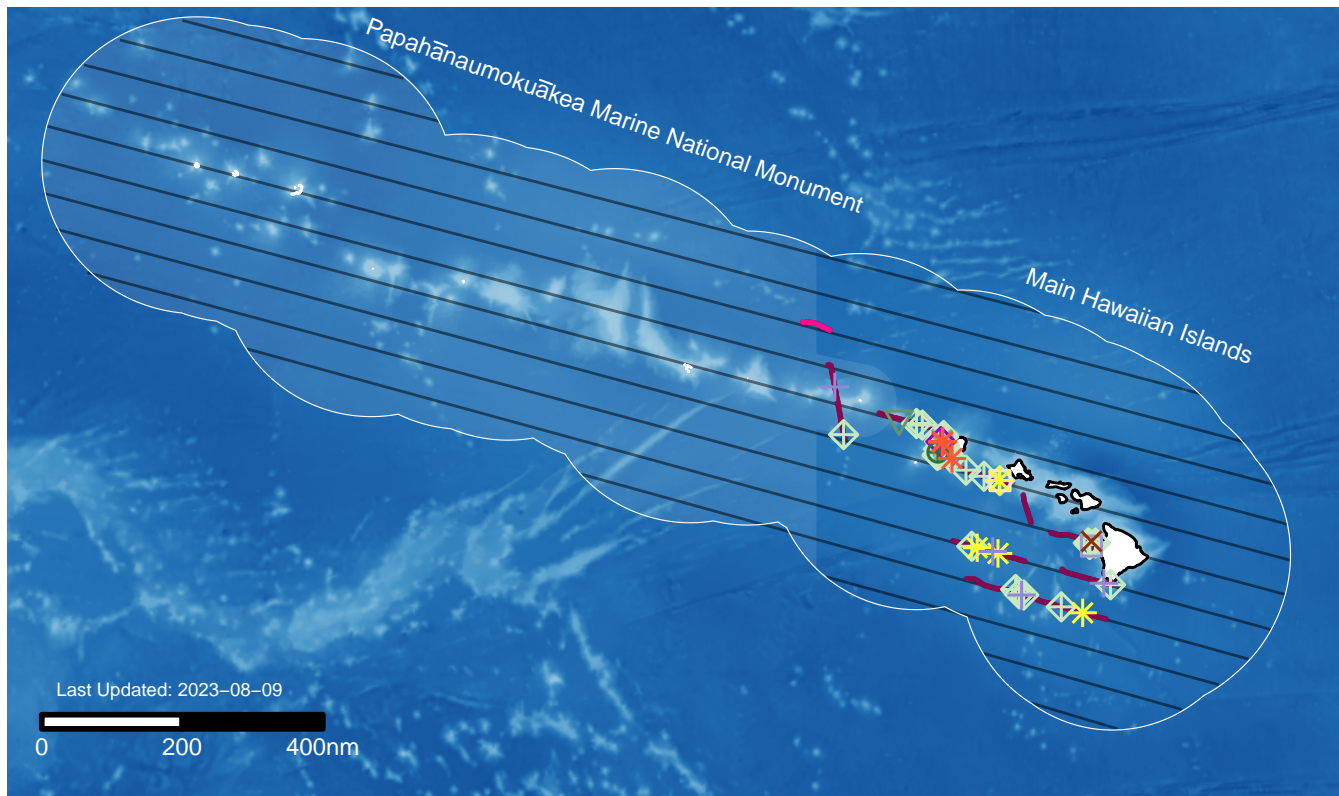 Papahānaumokuākea Marine National Monument
Main Hawaiian Islands
Last Updated: 2023−08−09
0 200 400nm